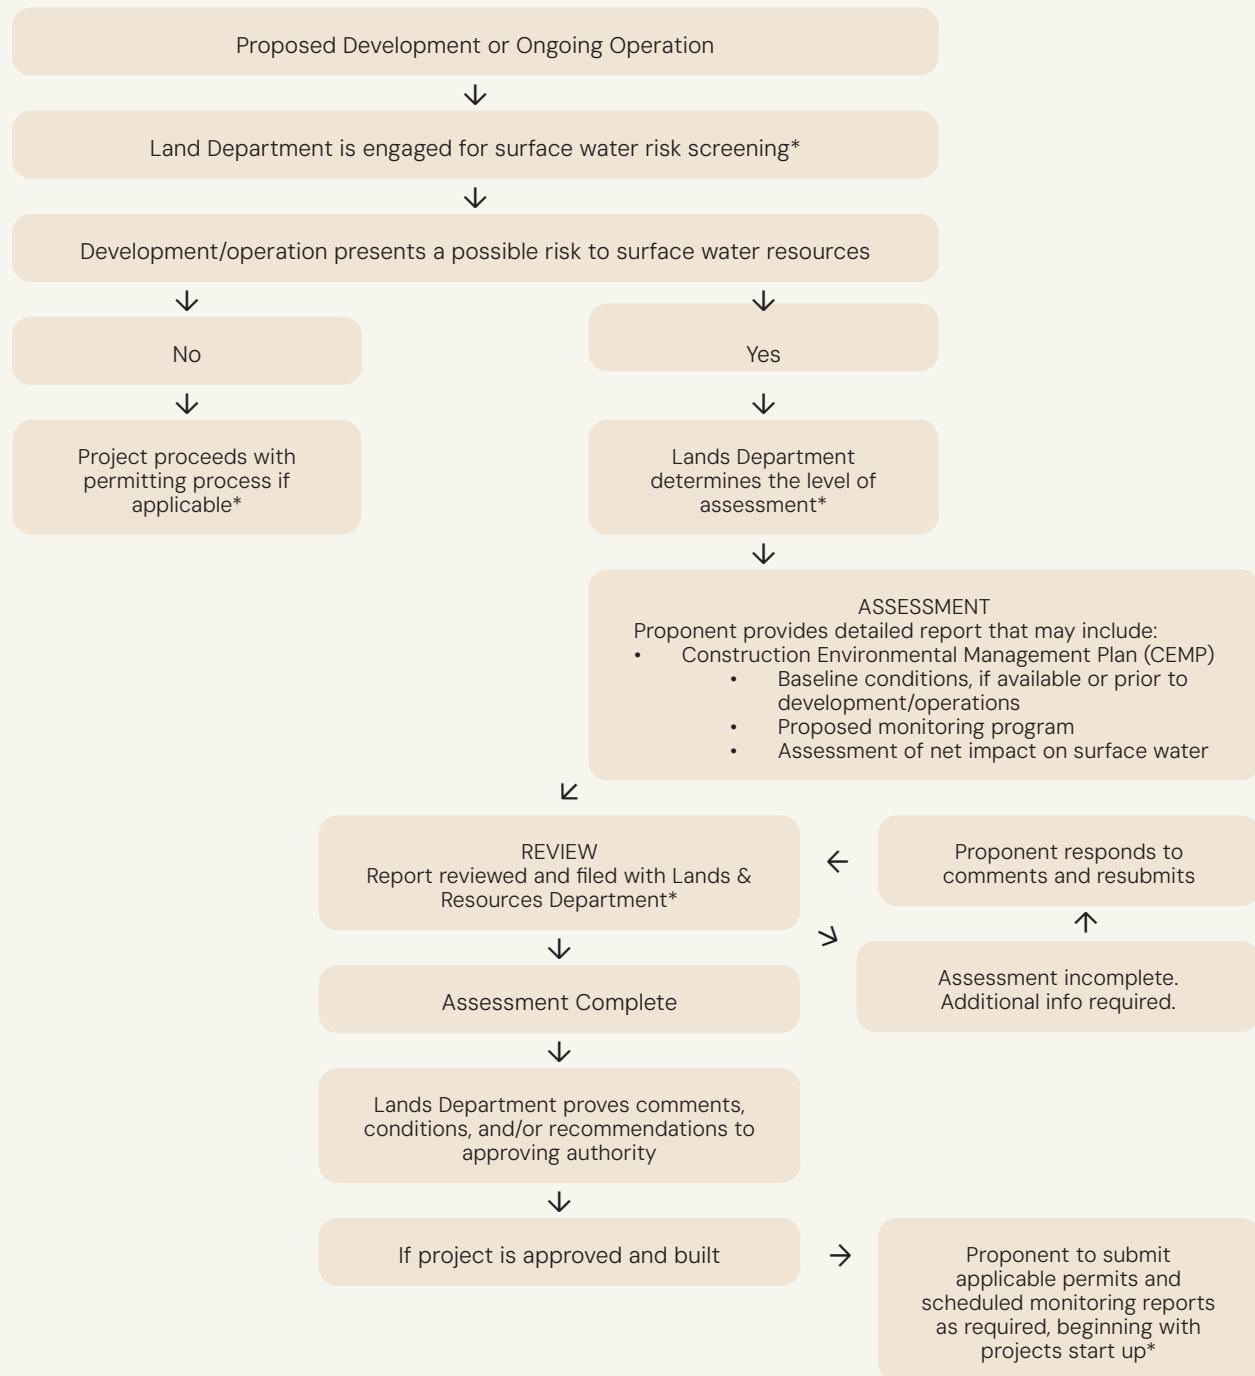 Proposed Development or Ongoing Operation
Land Department is engaged for surface water risk screening*
Development/operation presents a possible risk to surface water resources
No
Yes
Project proceeds with
permitting process if
applicable*
Lands Department
determines the level of
assessment*
ASSESSMENT
Proponent provides detailed report that may include:
• Construction Environmental Management Plan (CEMP)
• Baseline conditions, if available or prior to
development/operations
• Proposed monitoring program
• Assessment of net impact on surface water
REVIEW
Report reviewed and filed with Lands &
Resources Department*
Proponent responds to
comments and resubmits
Assessment incomplete.
Additional info required.
Assessment Complete
Lands Department proves comments,
conditions, and/or recommendations to
approving authority
If project is approved and built
Proponent to submit
applicable permits and
scheduled monitoring reports
as required, beginning with
projects start up*